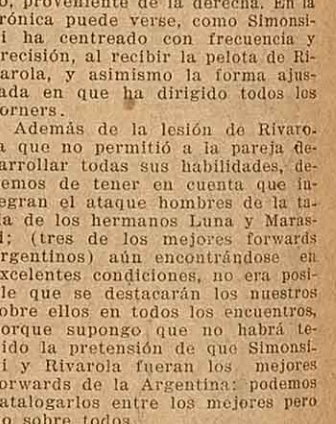 o, proveniente de la derecha. En la
rónica puede verse, como Simonsi-
i ha centreado con frecuencia y
recisión, al recibir la pelota de Ri-
arola, y asimismo la forma ajus-
ada en que ha dirigido todos los
orners.
Además de la lesión de Rivaro-
a que no permitió a la pareja de-
arrollar todas sus habilidades, de-
emos de tener en cuenta que in-
egran el ataque hombres de la ta-
la de los hermanos Luna y Maras-
i; (tres de los mejores forwards
rgentinos) aún encontrándose en
xcelentes condiciones, no era posi-
le que se destacarán los nuestros
obre ellos en todos los encuentros,
orque supongo que no habrá te-
ido la pretensión de que Simonsi-
i y Rivarola fueran los mejores
orwards de la Argentina: podemos
atalogarlos entre los mejores pero
o sobre todos